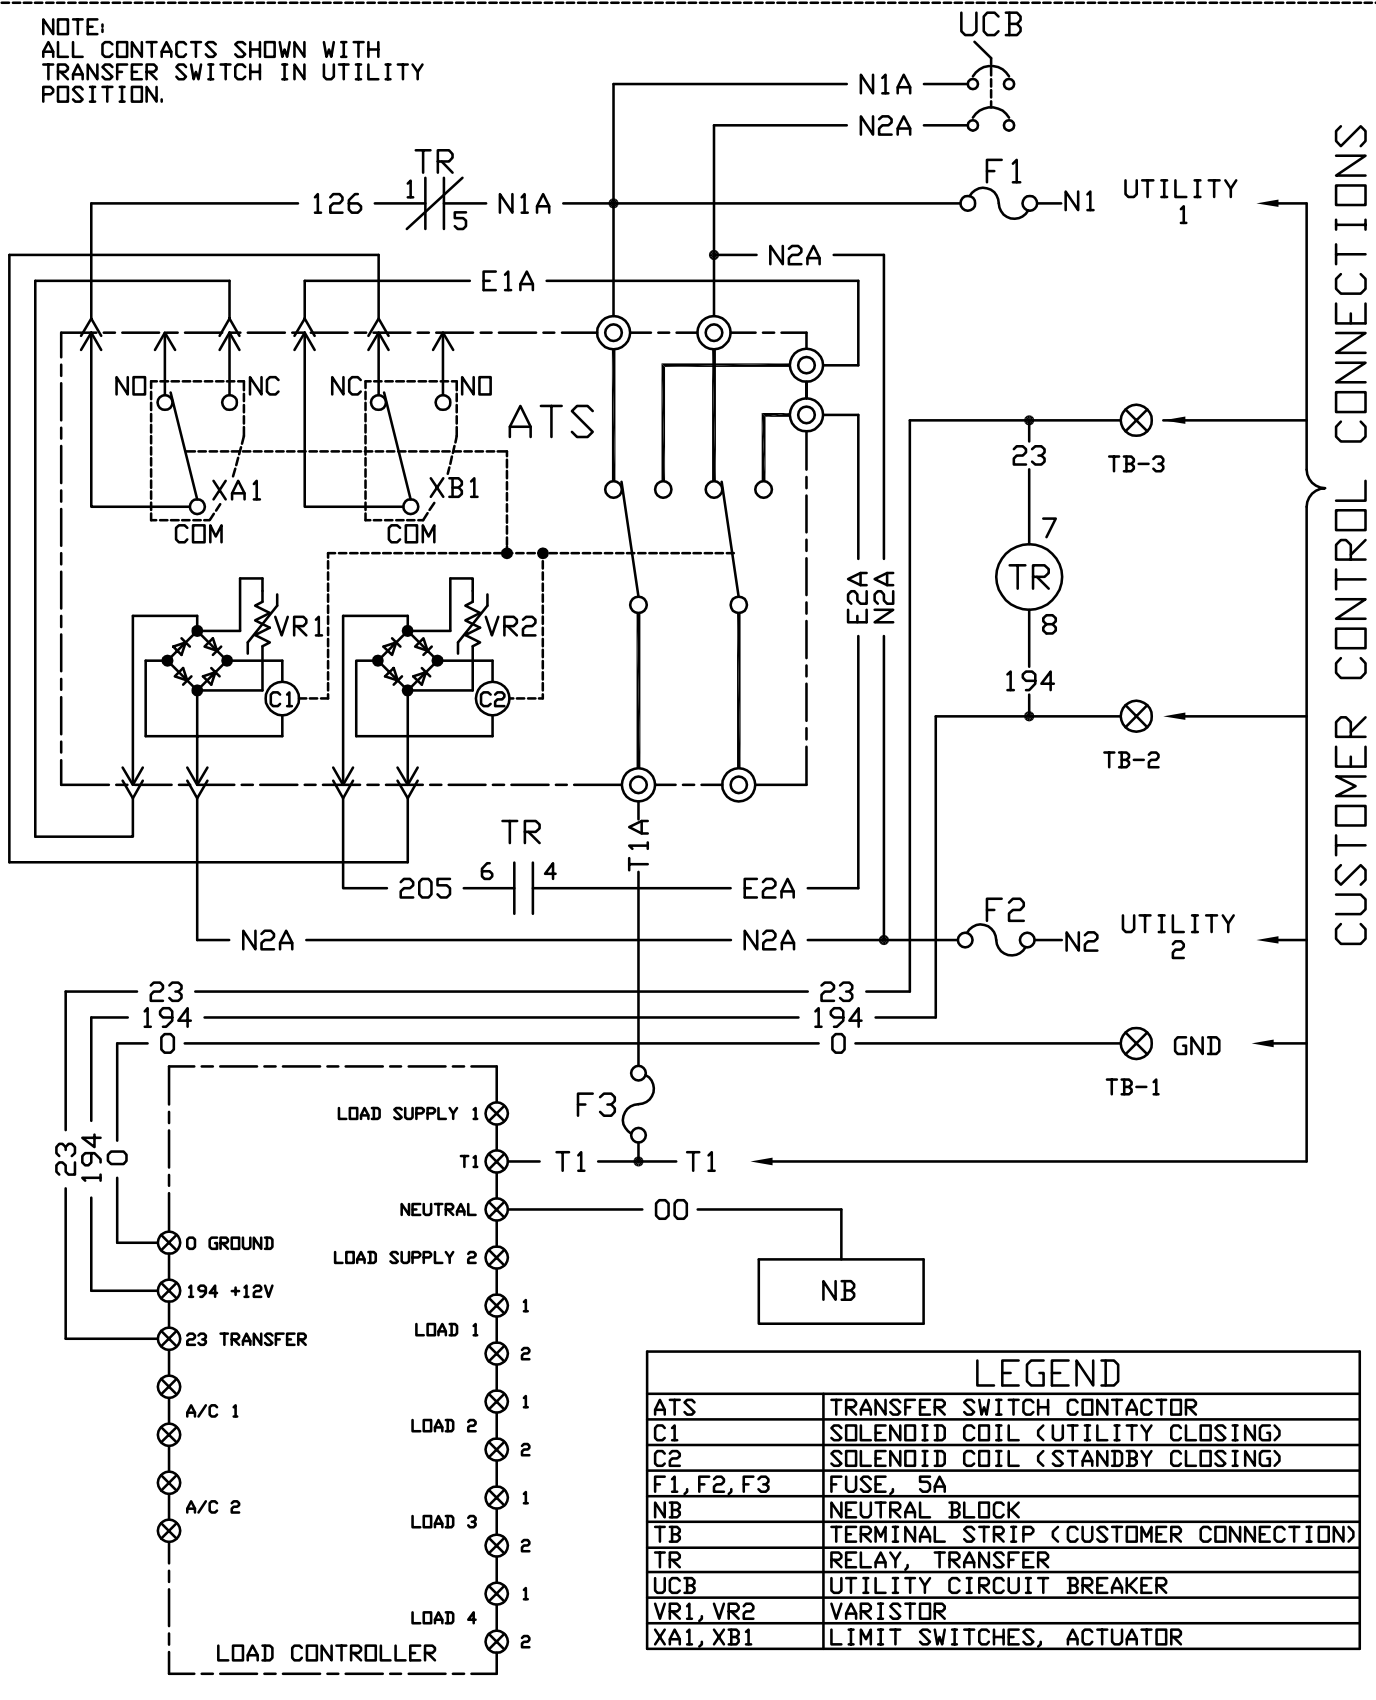 NOTE:
ALL CONTACTS SHOWN WITH
TRANSFER SWITCH IN UTILITY
POSITION.
UCB
N1A
N2A
TR
1
5
126
N1A
F1
N1
UTILITY
1
N2A
E1A
NO
NC
NC
NO
ATS
XA1
COM
XB1
COM
23
TB-3
7
TR
8
E2A
N2A
VR1
C1
VR2
C2
194
TB-2
CUSTOMER CONTROL CONNECTIONS
T1A
TR
6
4
205
E2A
F2
N2
UTILITY
2
N2A
N2A
23
23
194
194
0
0
GND
TB-1
F3
23
194
0
LOAD SUPPLY 1
T1
T1
T1
NEUTRAL
00
LOAD SUPPLY 2
NB
0 GROUND
194 +12V
23 TRANSFER
A/C 1
A/C 2
1
LOAD 1
2
1
LOAD 2
2
1
LOAD 3
2
1
LOAD 4
2
LOAD CONTROLLER
LEGEND
ATS TRANSFER SWITCH CONTACTOR
C1 SOLENOID COIL (UTILITY CLOSING)
C2 SOLENOID COIL (STANDBY CLOSING)
F1,F2,F3 FUSE, 5A
NB NEUTRAL BLOCK
TB TERMINAL STRIP (CUSTOMER CONNECTION)
TR RELAY, TRANSFER
UCB UTILITY CIRCUIT BREAKER
VR1,VR2 VARISTOR
XA1,XB1 LIMIT SWITCHES, ACTUATOR